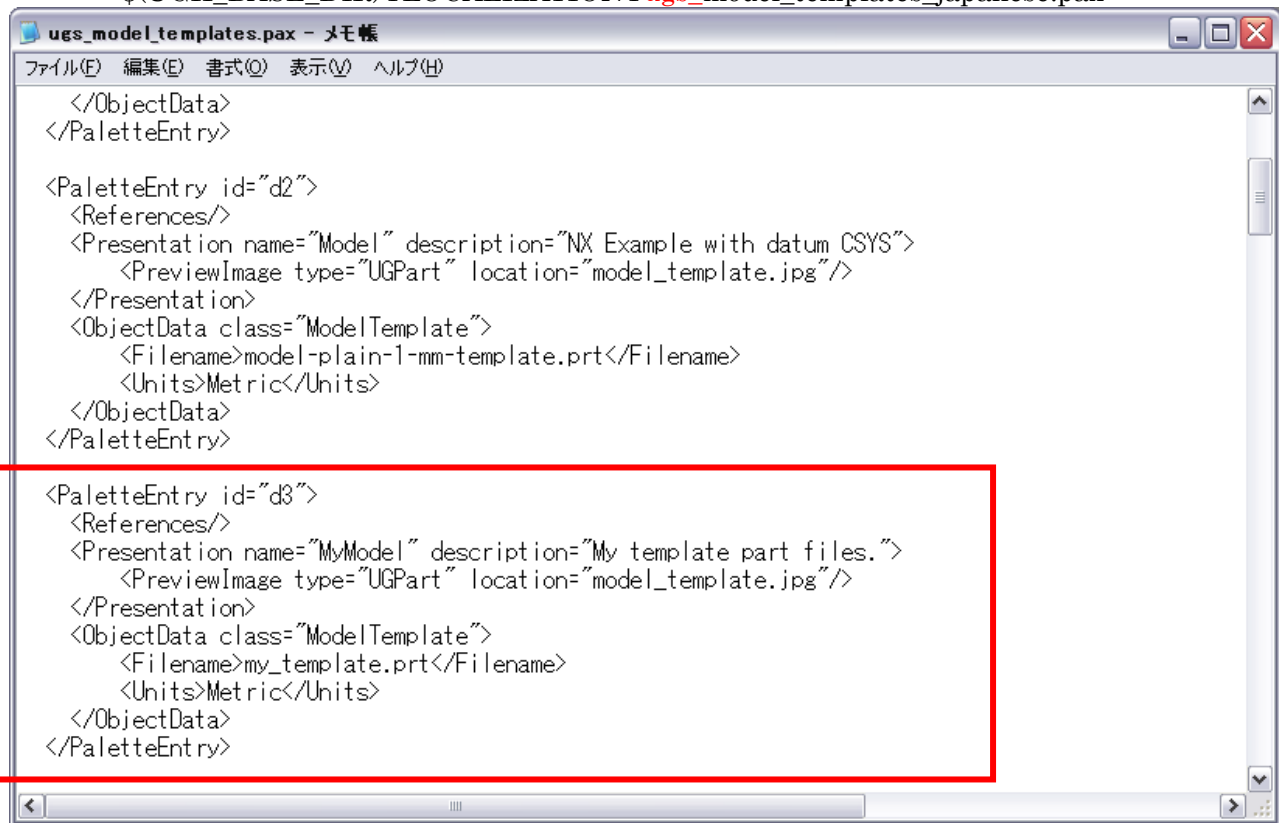 $(UGII_BASE_DIR)¥LOCALIZATION¥ugs_model_templates_japanese.pax
ugs_model_templates.pax - メモ帳
ファイル(F) 編集(E) 書式(O) 表示(V) ヘルプ(H)
</ObjectData>
</PaletteEntry>
<PaletteEntry id="d2">
<References/>
<Presentation name="Model" description="NX Example with datum CSYS">
<PreviewImage type="UGPart" location="model_template.jpg"/>
</Presentation>
<ObjectData class="ModelTemplate">
<Filename>model-plain-1-mm-template.prt</Filename>
<Units>Metric</Units>
</ObjectData>
</PaletteEntry>
<PaletteEntry id="d3">
<References/>
<Presentation name="MyModel" description="My template part files.">
<PreviewImage type="UGPart" location="model_template.jpg"/>
</Presentation>
<ObjectData class="ModelTemplate">
<Filename>my_template.prt</Filename>
<Units>Metric</Units>
</ObjectData>
</PaletteEntry>